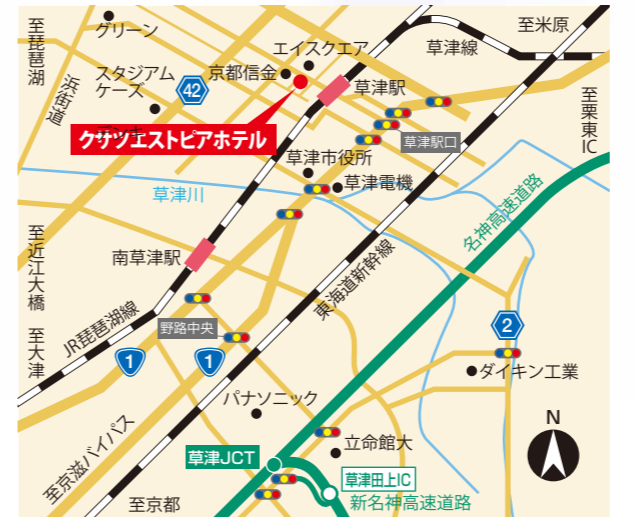 至琵琶湖
グリーン
エイスクエア
草津線
至米原
浜街道
スタジアム
ケーズ
デンキ
42
京都信金
草津駅
至栗東IC
クサツエストピアホテル
草津駅口
草津市役所
草津電機
草津川
名神高速道路
至近江大橋
南草津駅
東海道新幹線
至大津
JR琵琶湖線
野路中央
1
1
2
ダイキン工業
パナソニック
N
至京滋バイパス
草津JCT
立命館大
草津田上IC
新名神高速道路
至京都